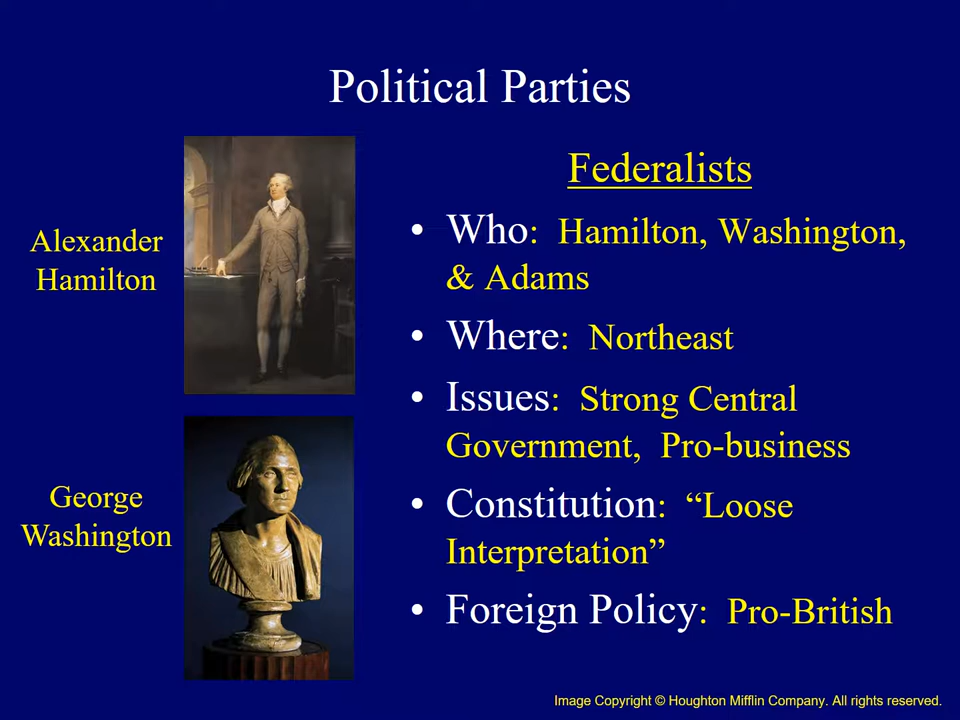 Political Parties
Alexander
Hamilton
George
Washington
Federalists
• Who: Hamilton, Washington,
& Adams
• Where: Northeast
• Issues: Strong Central
Government, Pro-business
• Constitution: “Loose
Interpretation”
• Foreign Policy: Pro-British
Image Copyright © Houghton Mifflin Company. All rights reserved.